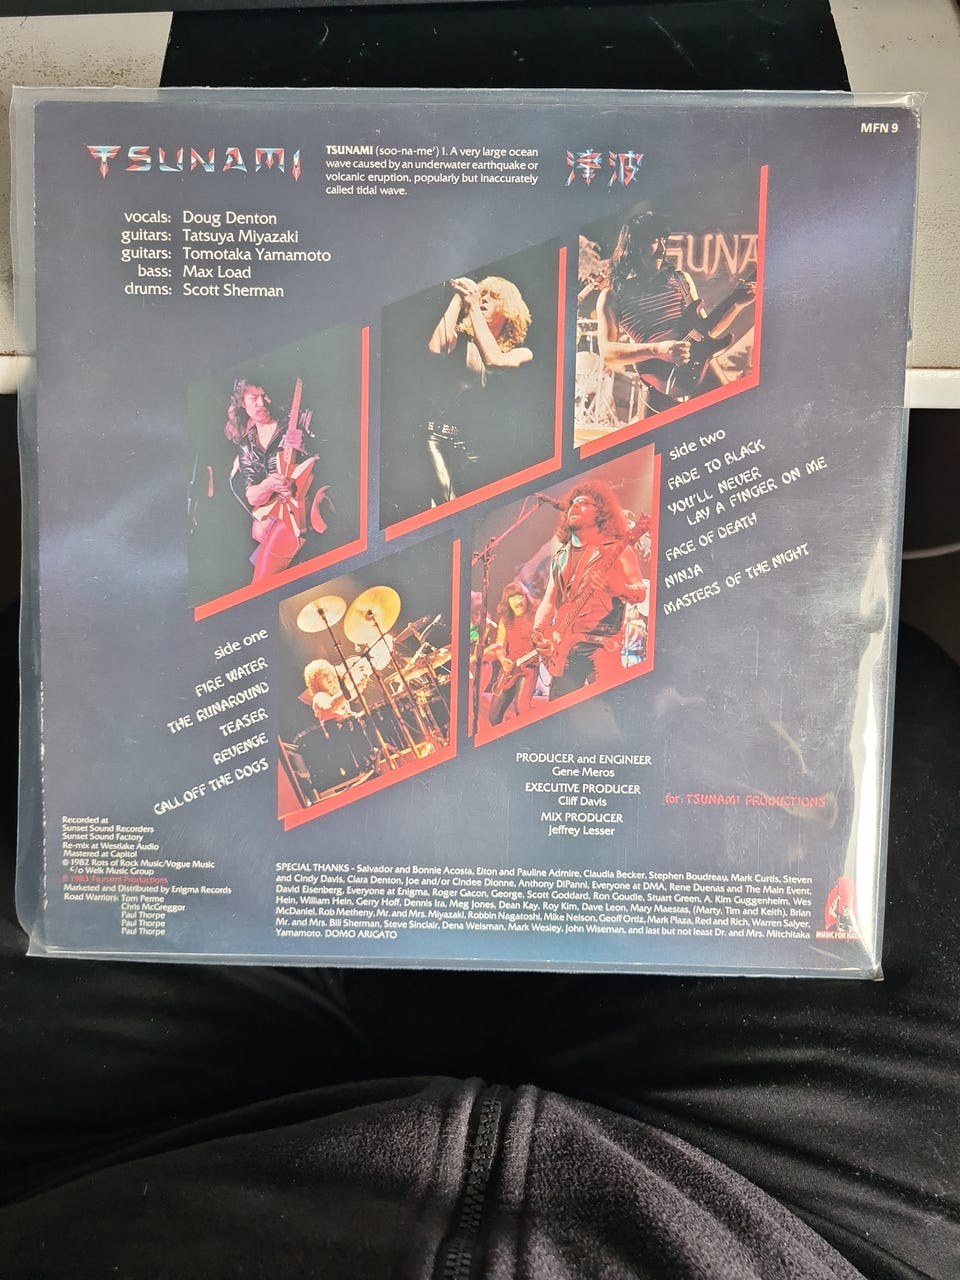 MFN 9
TSUNAMI
TSUNAMI (soo-na-me') 1. A very large ocean
wave caused by an underwater earthquake or
volcanic eruption, popularly but inaccurately
called tidal wave.
津波
vocals: Doug Denton
guitars: Tatsuya Miyazaki
guitars: Tomotaka Yamamoto
bass: Max Load
drums: Scott Sherman
SUNA
side one
FIRE WATER
THE RUNAROUND
TEASER
REVENGE
CALL OFF THE DOGS
side two
FADE TO BLACK
YOU'LL NEVER
LAY A FINGER ON ME
FACE OF DEATH
NINJA
MASTERS OF THE NIGHT
PRODUCER and ENGINEER
Gene Meros
EXECUTIVE PRODUCER
Cliff Davis
MIX PRODUCER
Jeffrey Lesser
for: TSUNAMI PRODUCTIONS
Recorded at
Sunset Sound Recorders
Sunset Sound Factory
Re-mix at Westlake Audio
Mastered at Capitol
© 1982 Rots of Rock Music/Vogue Music
c/o Welk Music Group
℗ 1983 Tsunami Productions
Marketed and Distributed by Enigma Records
Road Warriors: Tom Perme
Chris McGreggor
Paul Thorpe
Paul Thorpe
Paul Thorpe
SPECIAL THANKS - Salvador and Bonnie Acosta, Elton and Pauline Admire, Claudia Becker, Stephen Boudreau, Mark Curtis, Steven
and Cindy Davis, Clara Denton, Joe and/or Cindee Dionne, Anthony DiPanni, Everyone at DMA, Rene Duenas and The Main Event,
David Eisenberg, Everyone at Enigma, Roger Gacon, George, Scott Goddard, Ron Goudie, Stuart Green, A. Kim Guggenheim, Wes
Hein, William Hein, Gerry Hoff, Dennis Ira, Meg Jones, Dean Kay, Roy Kim, Dave Leon, Mary Maestas, (Marty, Tim and Keith), Brian
McDaniel, Rob Metheny, Mr. and Mrs. Miyazaki, Robbin Nagatoshi, Mike Nelson, Geoff Ortiz, Mark Plaza, Red and Rich, Warren Salyer,
Mr. and Mrs. Bill Sherman, Steve Sinclair, Dena Weisman, Mark Wesley, John Wiseman, and last but not least Dr. and Mrs. Mitchitaka
Yamamoto. DOMO ARIGATO
MUSIC FOR